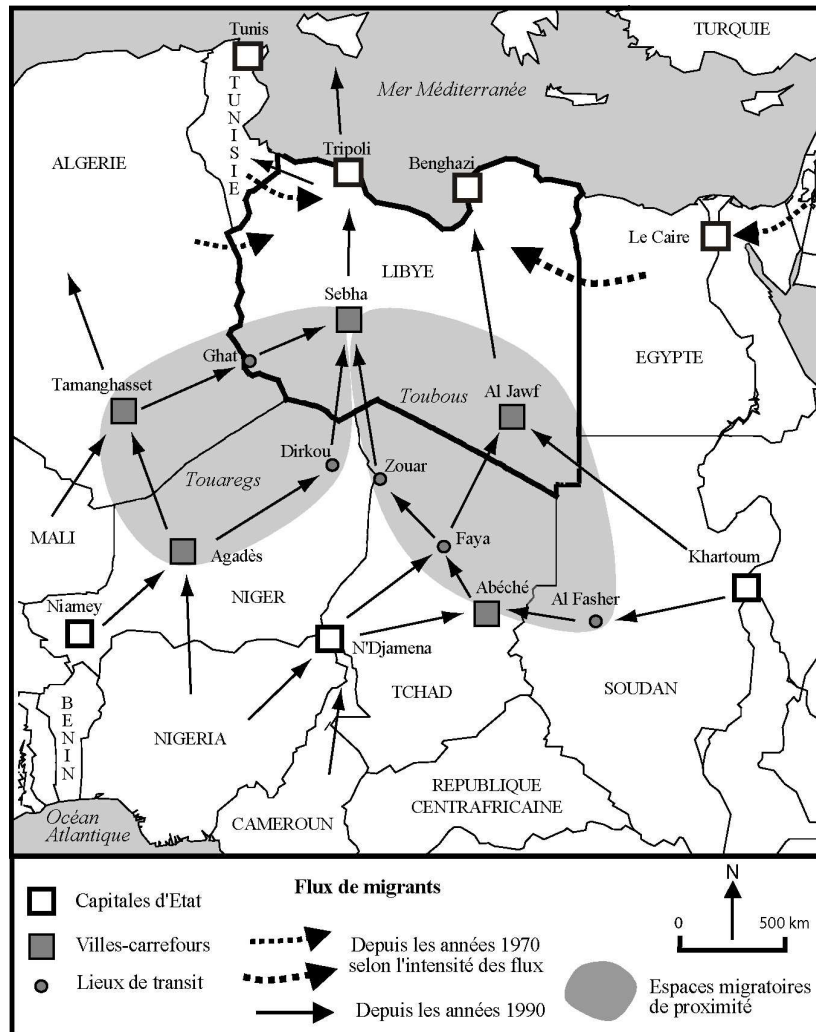 Tunis
TURQUIE
TUNISIE
Mer Méditerranée
Tripoli
Benghazi
ALGERIE
Le Caire
LIBYE
Sebha
Ghat
EGYPTE
Tamanghasset
Toubous
Al Jawf
Dirkou
Zouar
Touaregs
MALI
Faya
Agadès
Khartoum
Abéché
Al Fasher
Niamey
NIGER
N'Djamena
TCHAD
SOUDAN
BENIN
NIGERIA
REPUBLIQUE
CENTRAFRICAINE
Océan
Atlantique
CAMEROUN
Capitales d'Etat
Villes-carrefours
Lieux de transit
Flux de migrants
Depuis les années 1970
selon l'intensité des flux
Depuis les années 1990
N
0 500 km
Espaces migratoires
de proximité